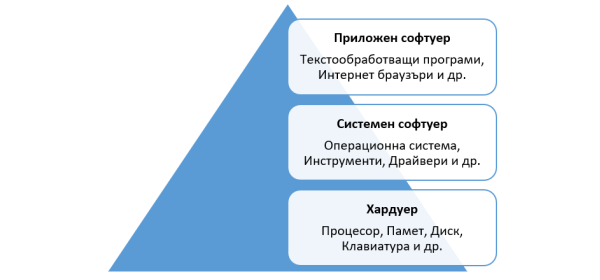 Приложен софтуер
Текстообработващи програми,
Интернет браузъри и др.
Системен софтуер
Операционна система,
Инструменти, Драйвери и др.
Хардуер
Процесор, Памет, Диск,
Клавиатура и др.